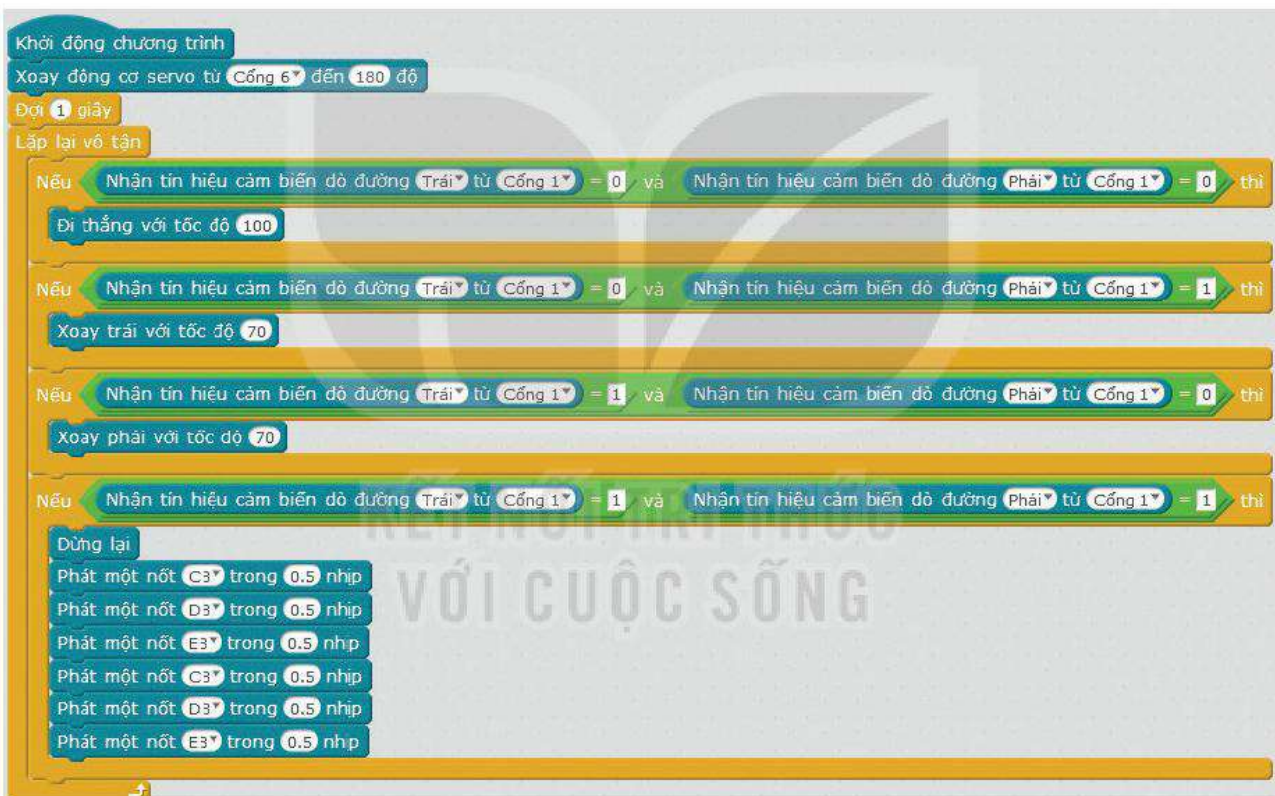 Khởi động chương trình
Xoay động cơ servo từ Cổng 6 đến 180 độ
Đợi 1 giây
Lặp lại vô tận
Nếu Nhận tín hiệu cảm biến dò đường Trái từ Cổng 1 = 0 và Nhận tín hiệu cảm biến dò đường Phải từ Cổng 1 = 0 thì
Đi thẳng với tốc độ 100
Nếu Nhận tín hiệu cảm biến dò đường Trái từ Cổng 1 = 0 và Nhận tín hiệu cảm biến dò đường Phải từ Cổng 1 = 1 thì
Xoay trái với tốc độ 70
Nếu Nhận tín hiệu cảm biến dò đường Trái từ Cổng 1 = 1 và Nhận tín hiệu cảm biến dò đường Phải từ Cổng 1 = 0 thì
Xoay phải với tốc độ 70
Nếu Nhận tín hiệu cảm biến dò đường Trái từ Cổng 1 = 1 và Nhận tín hiệu cảm biến dò đường Phải từ Cổng 1 = 1 thì
Dừng lại
Phát một nốt C3 trong 0.5 nhịp
Phát một nốt D3 trong 0.5 nhịp
Phát một nốt E3 trong 0.5 nhịp
Phát một nốt C3 trong 0.5 nhịp
Phát một nốt D3 trong 0.5 nhịp
Phát một nốt E3 trong 0.5 nhịp
KẾT NỐI TRI THỨC
VỚI CUỘC SỐNG